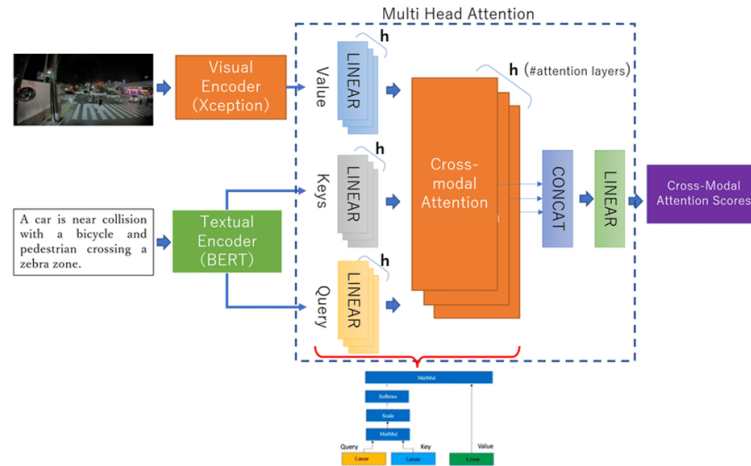 Multi Head Attention
Visual Encoder
(Xception)
Value
LINEAR
h
h (#attention layers)
Keys
LINEAR
h
Cross-
modal
Attention
CONCAT
LINEAR
Cross-Modal
Attention Scores
A car is near collision
with a bicycle and
pedestrian crossing a
zebra zone.
Textual
Encoder
(BERT)
Query
LINEAR
h
MatMul
Softmax
Scale
MatMul
Query
Key
Value
Linear
Linear
Linear